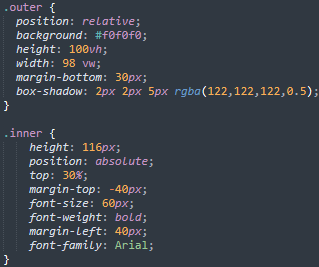 .outer {
position: relative;
background: #f0f0f0;
height: 100vh;
width: 98 vw;
margin-bottom: 30px;
box-shadow: 2px 2px 5px rgba(122,122,122,0.5);
}
.inner {
height: 116px;
position: absolute;
top: 30%;
margin-top: -40px;
font-size: 60px;
font-weight: bold;
margin-left: 40px;
font-family: Arial;
}